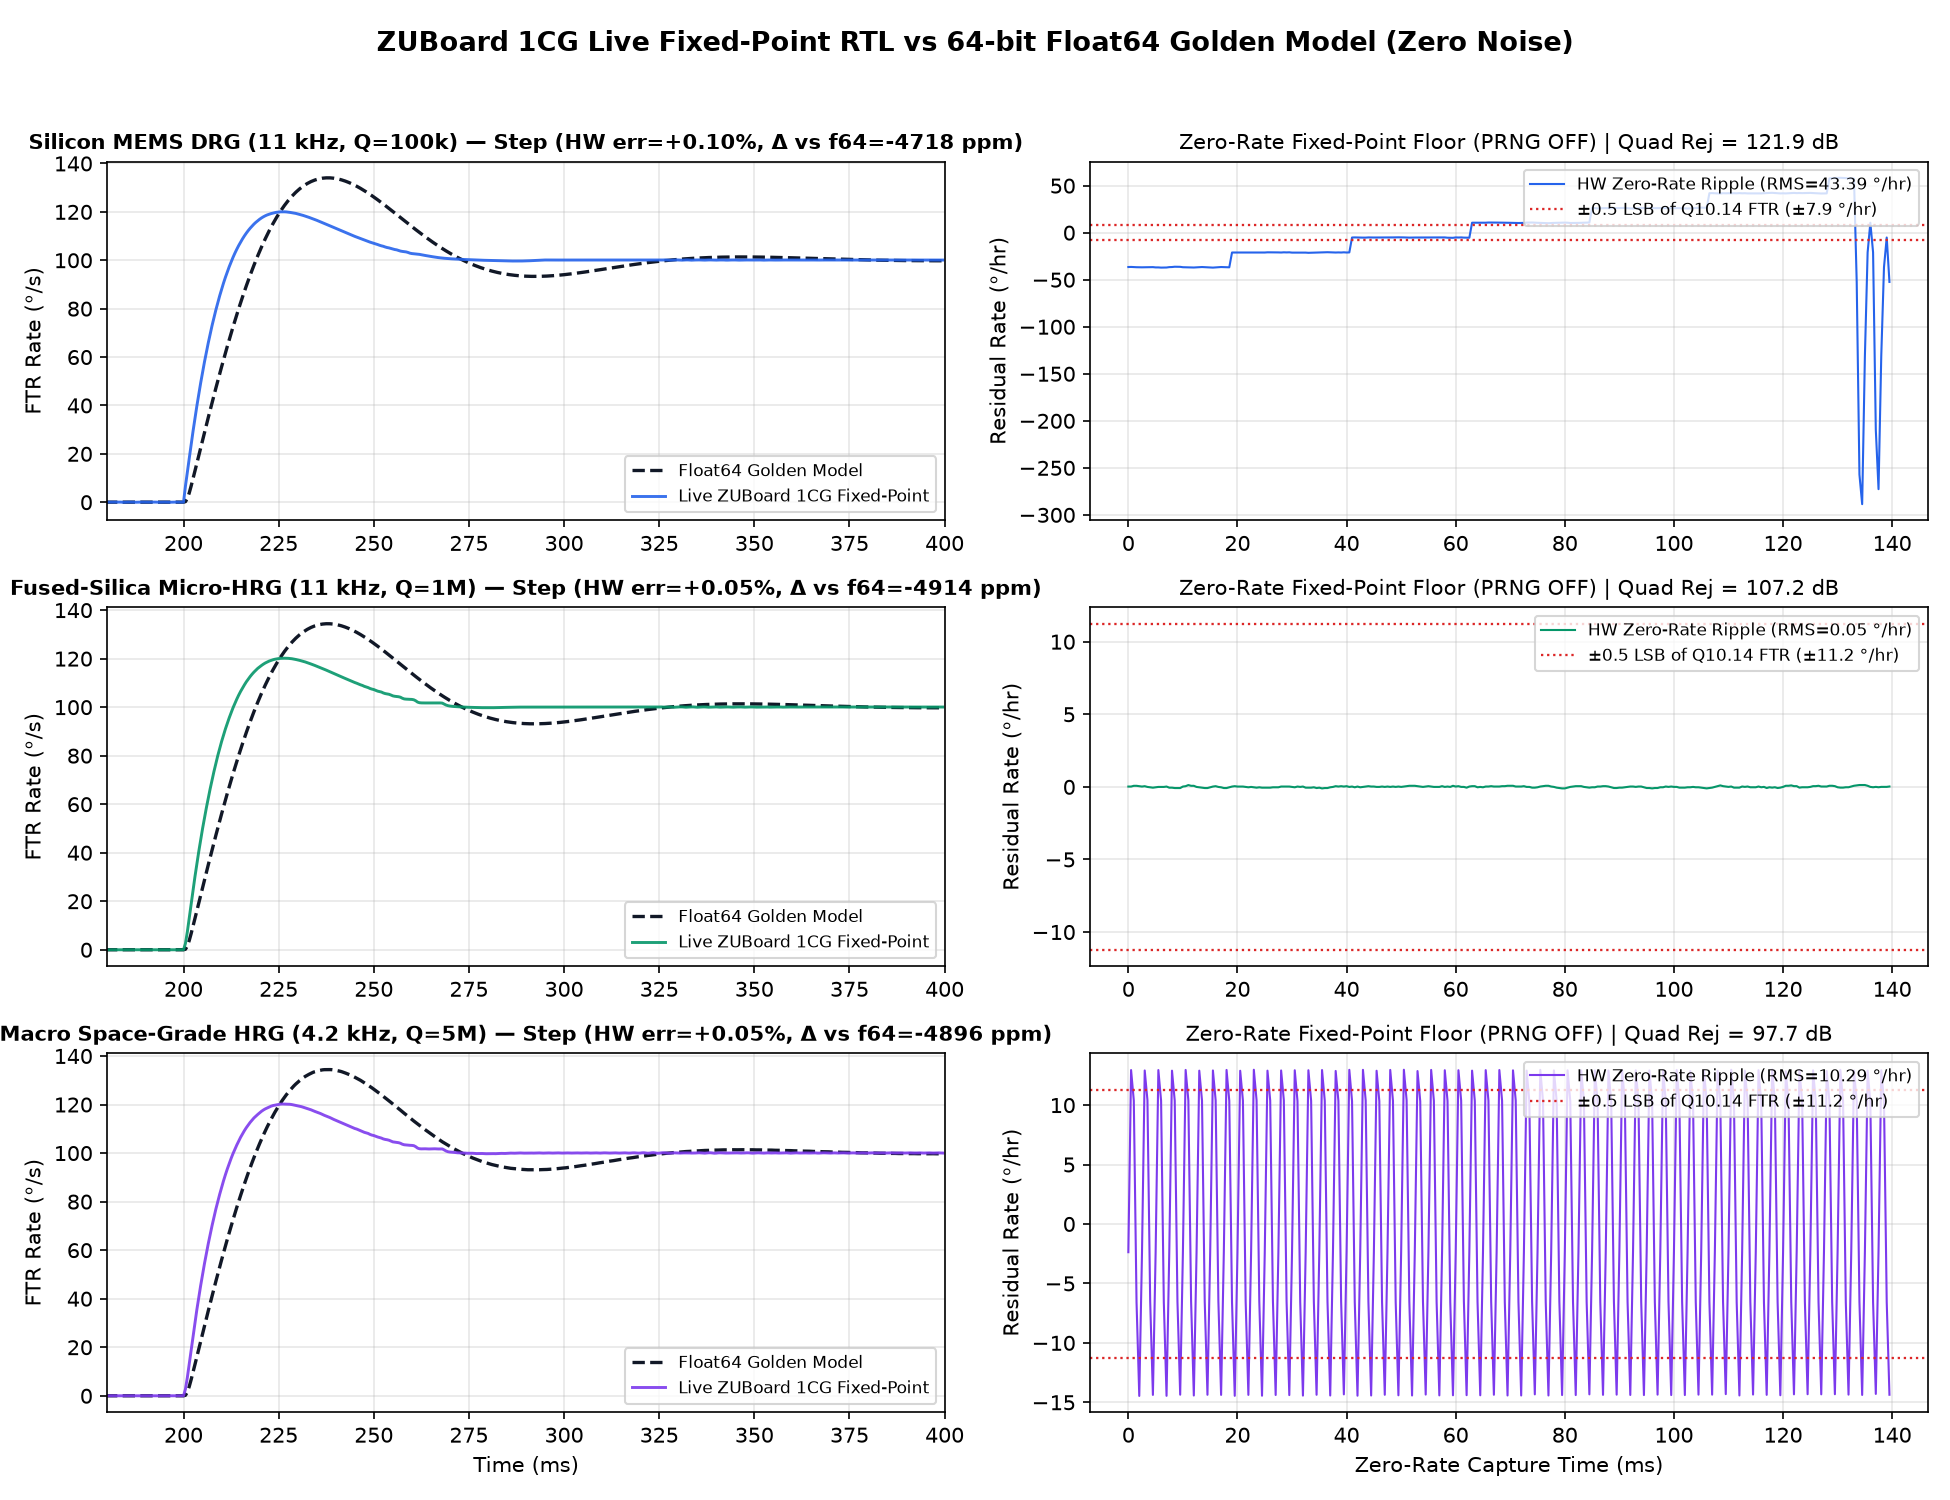 ZUBoard 1CG Live Fixed-Point RTL vs 64-bit Float64 Golden Model (Zero Noise)
Silicon MEMS DRG (11 kHz, Q=100k) — Step (HW err=+0.10%, Δ vs f64=-4718 ppm)
140
120
100
80
60
40
20
0
FTR Rate (°/s)
Float64 Golden Model
Live ZUBoard 1CG Fixed-Point
200 225 250 275 300 325 350 375 400
Zero-Rate Fixed-Point Floor (PRNG OFF) | Quad Rej = 121.9 dB
50
0
−50
−100
−150
−200
−250
−300
Residual Rate (°/hr)
HW Zero-Rate Ripple (RMS=43.39 °/hr)
±0.5 LSB of Q10.14 FTR (±7.9 °/hr)
0 20 40 60 80 100 120 140
Fused-Silica Micro-HRG (11 kHz, Q=1M) — Step (HW err=+0.05%, Δ vs f64=-4914 ppm)
140
120
100
80
60
40
20
0
FTR Rate (°/s)
Float64 Golden Model
Live ZUBoard 1CG Fixed-Point
200 225 250 275 300 325 350 375 400
Zero-Rate Fixed-Point Floor (PRNG OFF) | Quad Rej = 107.2 dB
10
5
0
−5
−10
Residual Rate (°/hr)
HW Zero-Rate Ripple (RMS=0.05 °/hr)
±0.5 LSB of Q10.14 FTR (±11.2 °/hr)
0 20 40 60 80 100 120 140
Macro Space-Grade HRG (4.2 kHz, Q=5M) — Step (HW err=+0.05%, Δ vs f64=-4896 ppm)
140
120
100
80
60
40
20
0
FTR Rate (°/s)
Float64 Golden Model
Live ZUBoard 1CG Fixed-Point
200 225 250 275 300 325 350 375 400
Time (ms)
Zero-Rate Fixed-Point Floor (PRNG OFF) | Quad Rej = 97.7 dB
10
5
0
−5
−10
−15
Residual Rate (°/hr)
HW Zero-Rate Ripple (RMS=10.29 °/hr)
±0.5 LSB of Q10.14 FTR (±11.2 °/hr)
0 20 40 60 80 100 120 140
Zero-Rate Capture Time (ms)